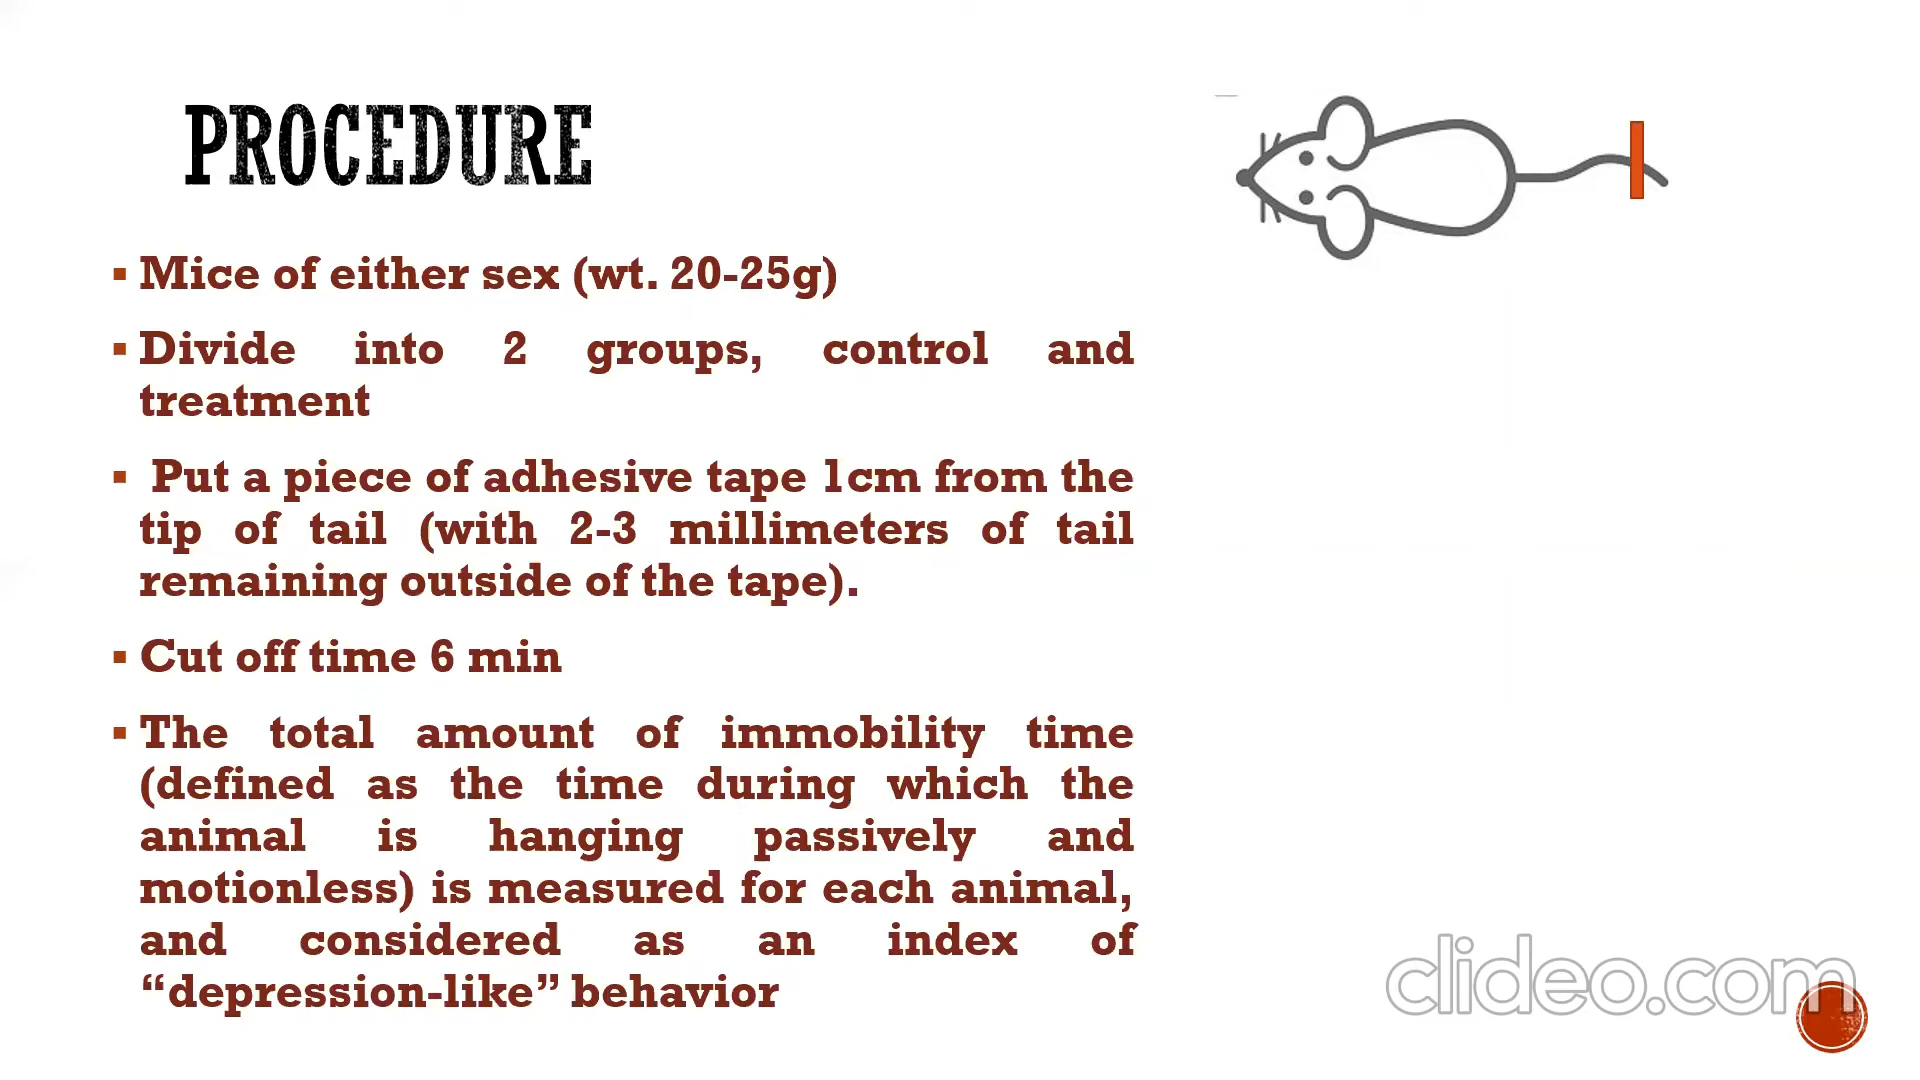 PROCEDURE
▪ Mice of either sex (wt. 20-25g)
▪ Divide into 2 groups, control and
treatment
▪ Put a piece of adhesive tape 1cm from the
tip of tail (with 2-3 millimeters of tail
remaining outside of the tape).
▪ Cut off time 6 min
▪ The total amount of immobility time
(defined as the time during which the
animal is hanging passively and
motionless) is measured for each animal,
and considered as an index of
“depression-like” behavior
clideo.com